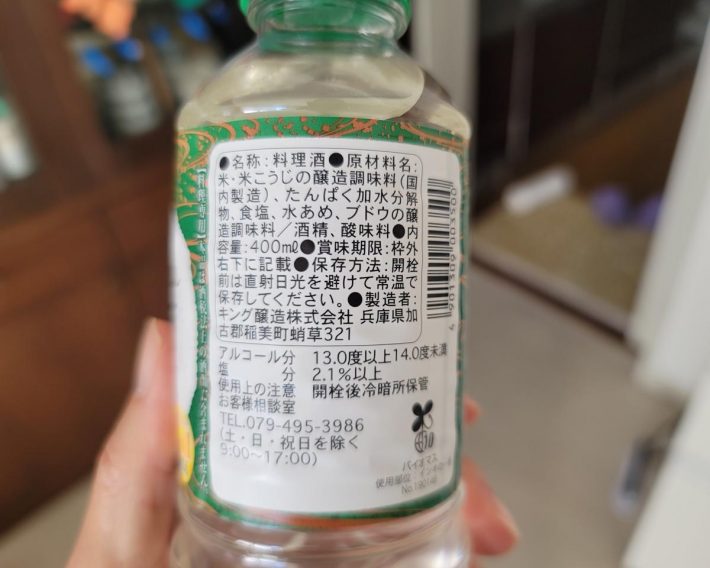 ●名称:料理酒●原材料名:
米・米こうじの醸造調味料(国
内製造)、たんぱく加水分解
物、食塩、水あめ、ブドウの醸
造調味料/酒精、酸味料●内
容量:400mℓ●賞味期限:枠外
右下に記載●保存方法:開栓
前は直射日光を避けて常温で
保存してください。●製造者:
キング醸造株式会社 兵庫県加
古郡稲美町蛸草321
アルコール分 13.0度以上14.0度未満
塩分 2.1%以上
使用上の注意 開栓後冷暗所保管
お客様相談室
TEL.079-495-3986
(土・日・祝日を除く
9:00〜17:00)
バイオマス
No.190148